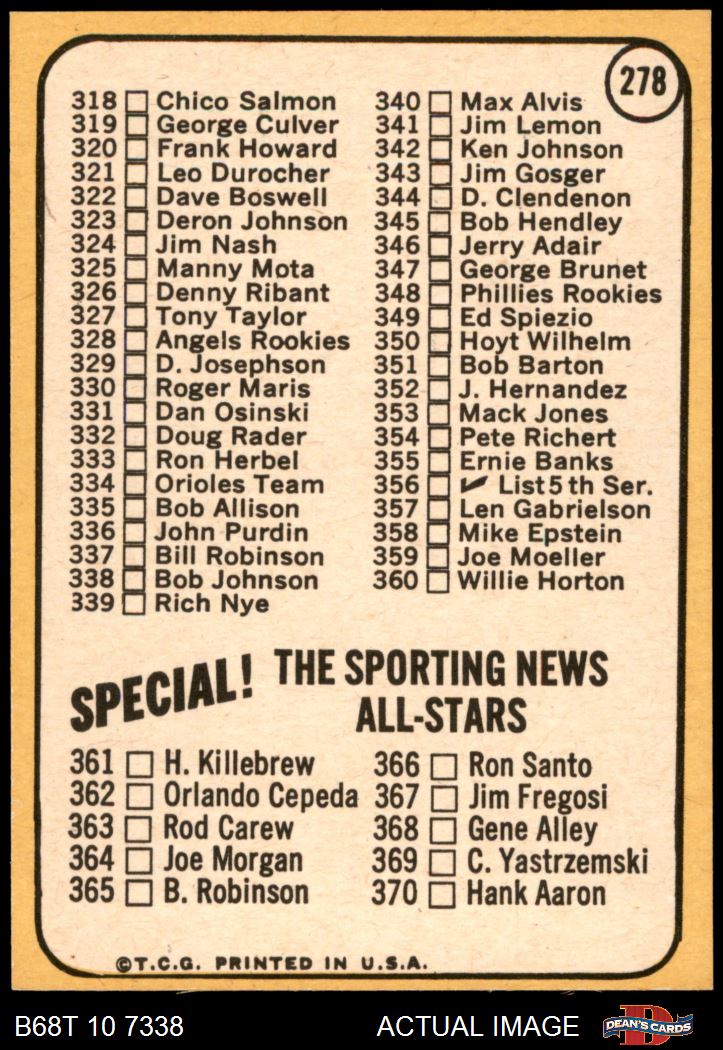 278
318 Chico Salmon
319 George Culver
320 Frank Howard
321 Leo Durocher
322 Dave Boswell
323 Deron Johnson
324 Jim Nash
325 Manny Mota
326 Denny Ribant
327 Tony Taylor
328 Angels Rookies
329 D. Josephson
330 Roger Maris
331 Dan Osinski
332 Doug Rader
333 Ron Herbel
334 Orioles Team
335 Bob Allison
336 John Purdin
337 Bill Robinson
338 Bob Johnson
339 Rich Nye
340 Max Alvis
341 Jim Lemon
342 Ken Johnson
343 Jim Gosger
344 D. Clendenon
345 Bob Hendley
346 Jerry Adair
347 George Brunet
348 Phillies Rookies
349 Ed Spiezio
350 Hoyt Wilhelm
351 Bob Barton
352 J. Hernandez
353 Mack Jones
354 Pete Richert
355 Ernie Banks
356 ✔ List 5th Ser.
357 Len Gabrielson
358 Mike Epstein
359 Joe Moeller
360 Willie Horton
SPECIAL! THE SPORTING NEWS
ALL-STARS
361 H. Killebrew
362 Orlando Cepeda
363 Rod Carew
364 Joe Morgan
365 B. Robinson
366 Ron Santo
367 Jim Fregosi
368 Gene Alley
369 C. Yastrzemski
370 Hank Aaron
©T.C.G. PRINTED IN U.S.A.
B68T 10 7338 ACTUAL IMAGE D DEAN'S CARDS